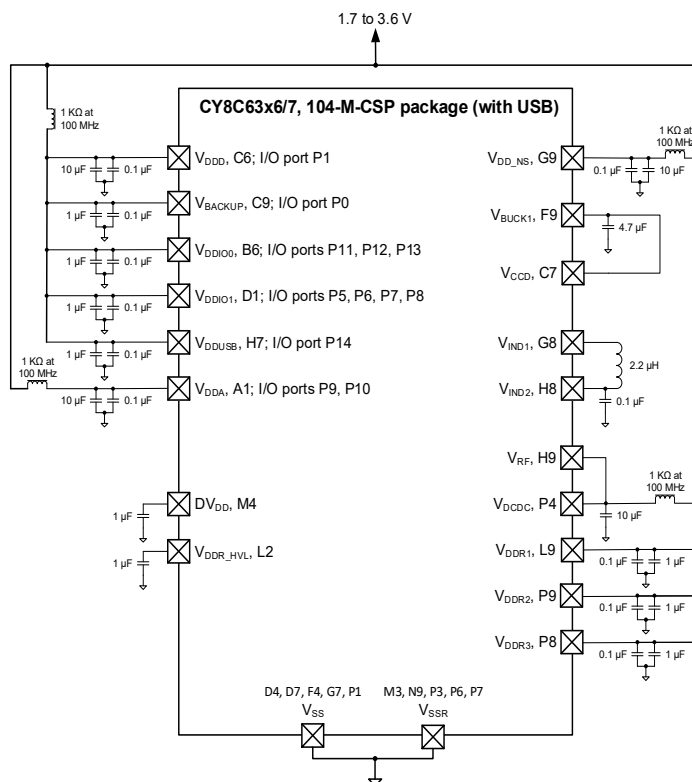 1.7 to 3.6 V
CY8C63x6/7, 104-M-CSP package (with USB)
1 KΩ at
100 MHz
10 µF 0.1 µF
VDDD, C6; I/O port P1
1 µF 0.1 µF
VBACKUP, C9; I/O port P0
1 µF 0.1 µF
VDDIO0, B6; I/O ports P11, P12, P13
1 µF 0.1 µF
VDDIO1, D1; I/O ports P5, P6, P7, P8
1 µF 0.1 µF
VDDUSB, H7; I/O port P14
1 KΩ at
100 MHz
10 µF 0.1 µF
VDDA, A1; I/O ports P9, P10
1 µF
DVDD, M4
1 µF
VDDR_HVL, L2
VDD_NS, G9
1 KΩ at
100 MHz
0.1 µF 10 µF
VBUCK1, F9
4.7 µF
VCCD, C7
VIND1, G8
2.2 µH
VIND2, H8
0.1 µF
VRF, H9
1 KΩ at
100 MHz
VDCDC, P4
10 µF
VDDR1, L9
0.1 µF 1 µF
VDDR2, P9
0.1 µF 1 µF
VDDR3, P8
0.1 µF 1 µF
D4, D7, F4, G7, P1
VSS
M3, N9, P3, P6, P7
VSSR